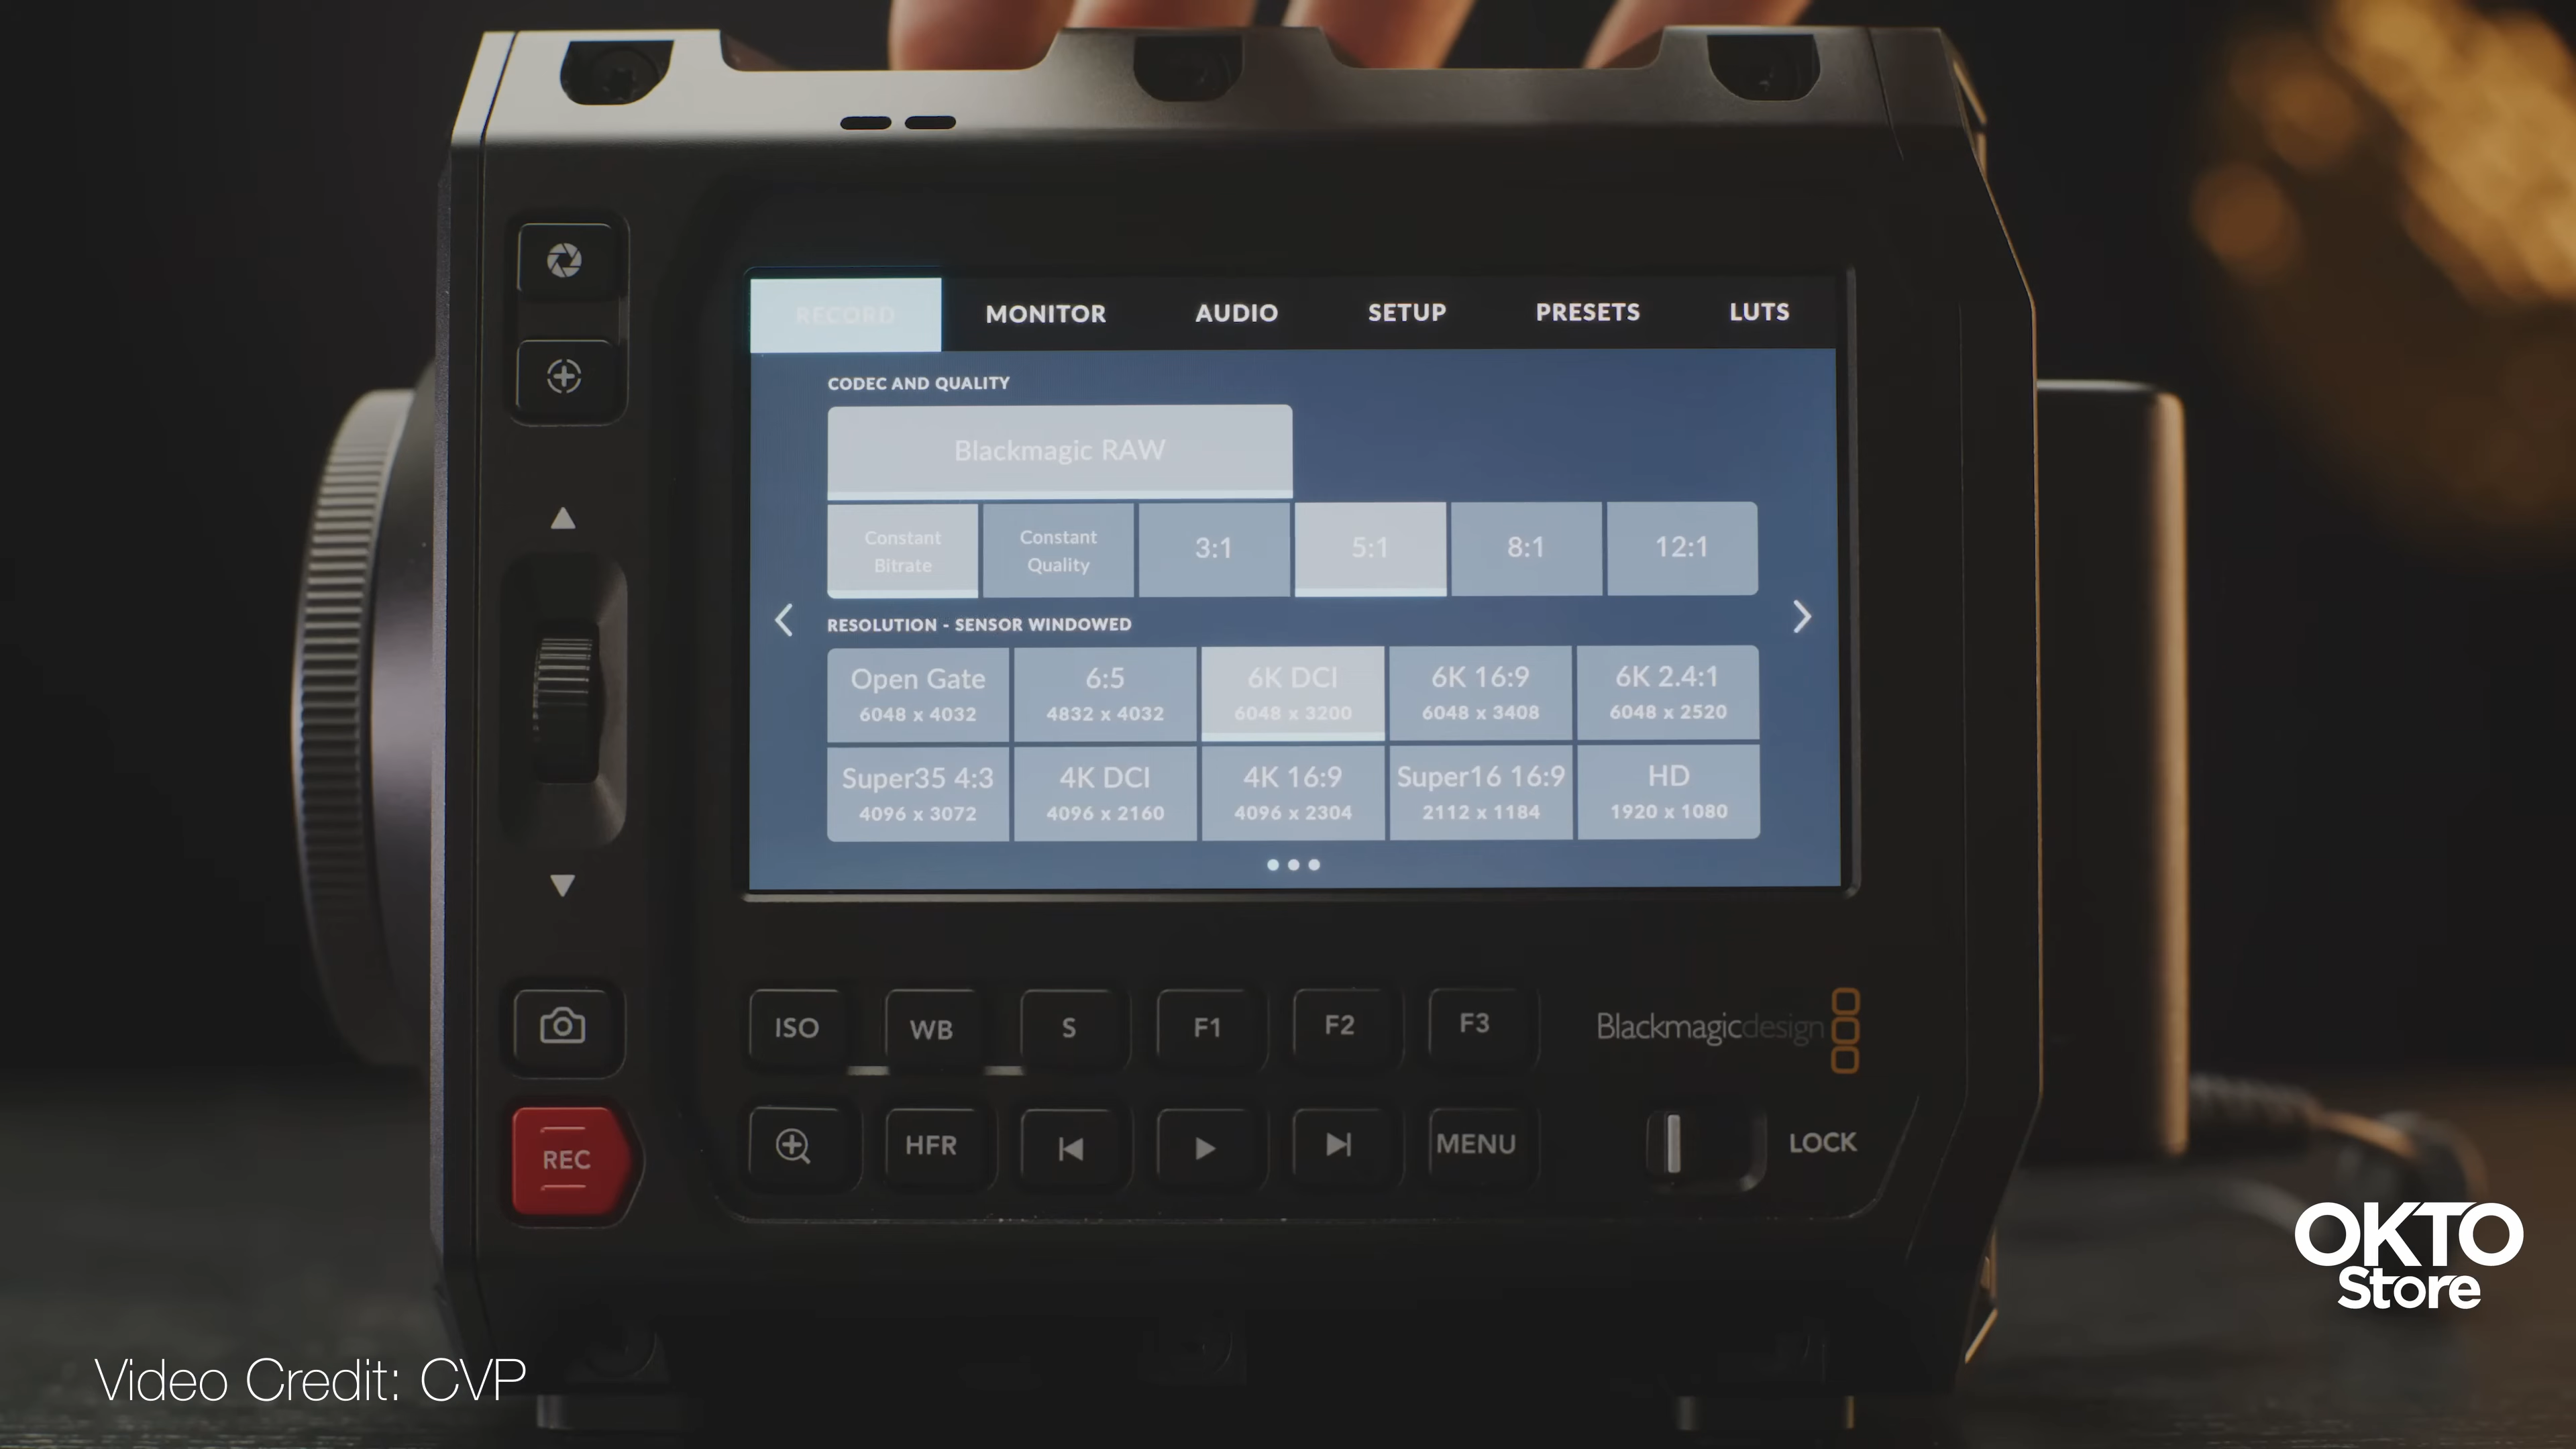 RECORD
MONITOR
AUDIO
SETUP
PRESETS
LUTS
CODEC AND QUALITY
Blackmagic RAW
Constant
Bitrate
Constant
Quality
3:1
5:1
8:1
12:1
RESOLUTION - SENSOR WINDOWED
Open Gate
6048 x 4032
6:5
4832 x 4032
6K DCI
6048 x 3200
6K 16:9
6048 x 3408
6K 2.4:1
6048 x 2520
Super35 4:3
4096 x 3072
4K DCI
4096 x 2160
4K 16:9
4096 x 2304
Super16 16:9
2112 x 1184
HD
1920 x 1080
ISO
WB
S
F1
F2
F3
Blackmagicdesign
REC
HFR
MENU
LOCK
OKTO
Store
Video Credit: CVP